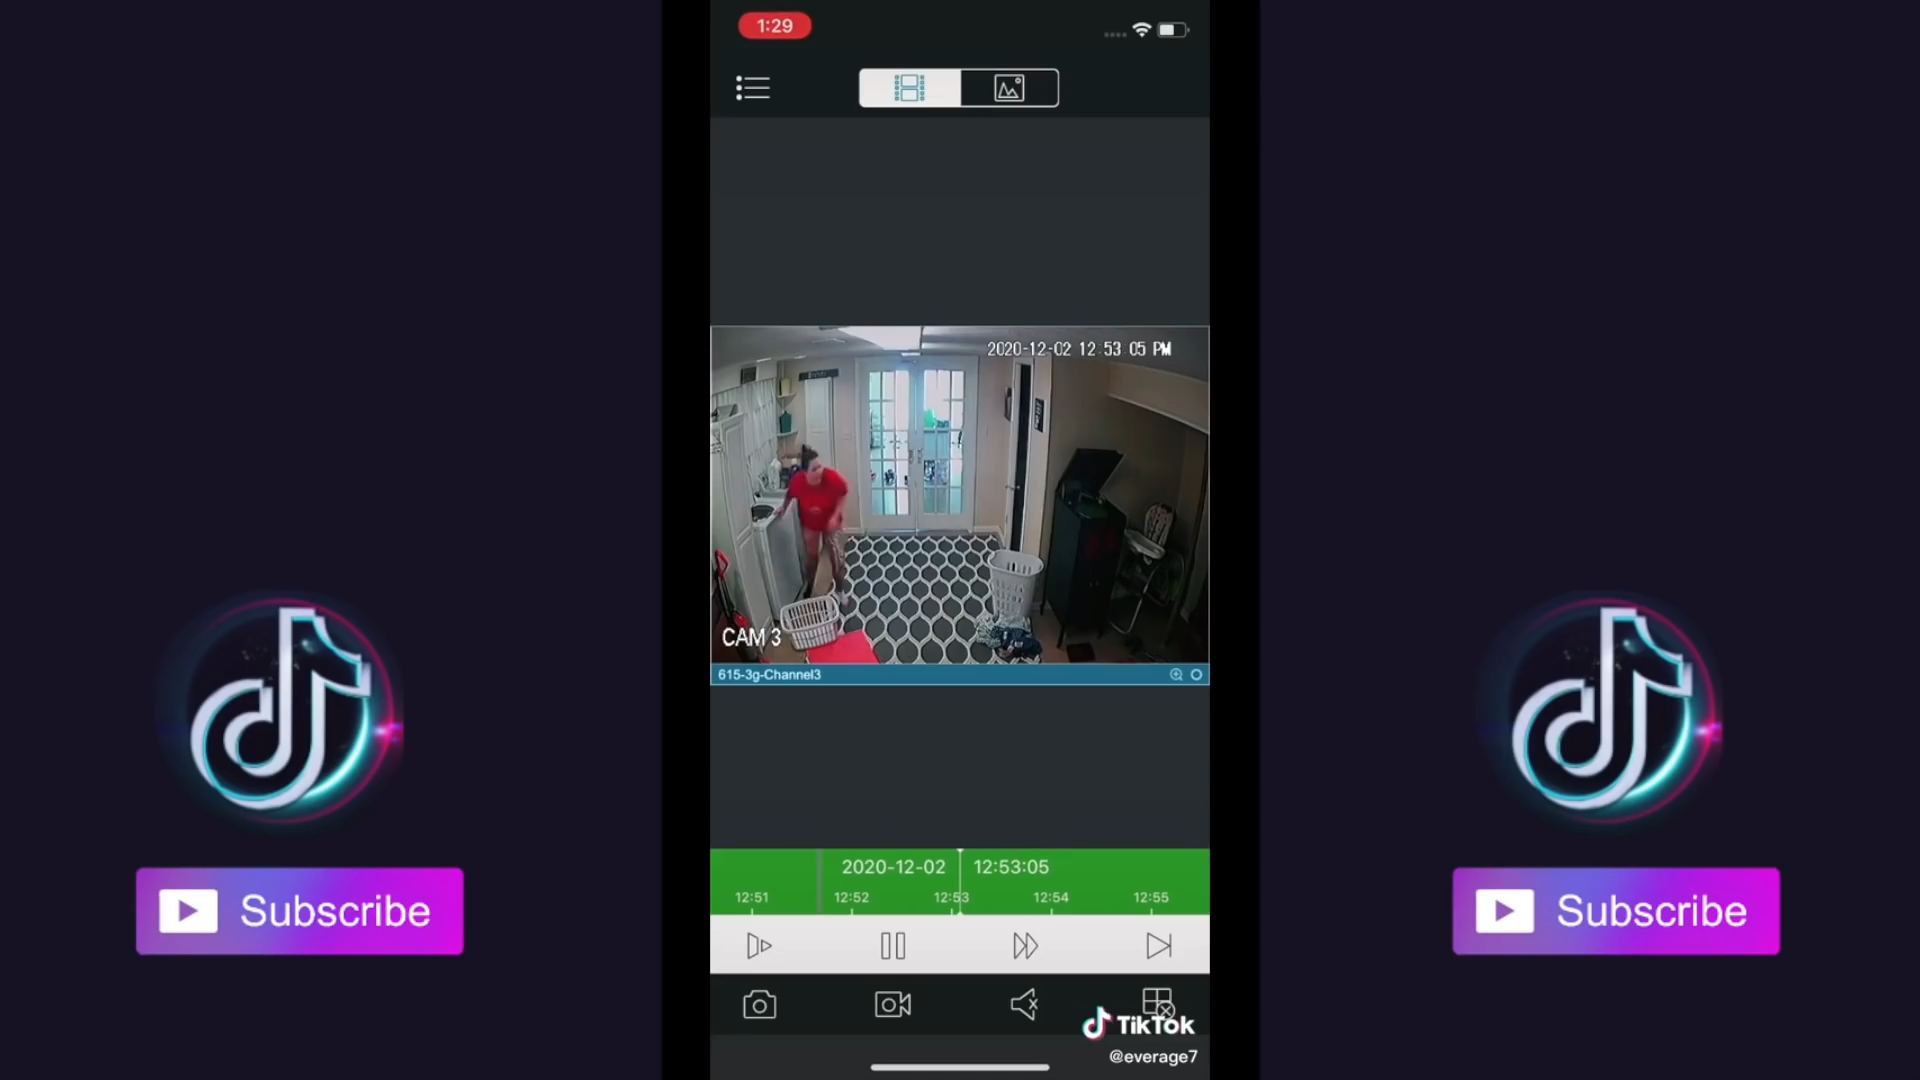 1:29
2020-12-02 12:53:05 PM
CAM 3
615-3g-Channel3
2020-12-02 12:53:05
12:51 12:52 12:53 12:54 12:55
Subscribe
Subscribe
TikTok
@everage7